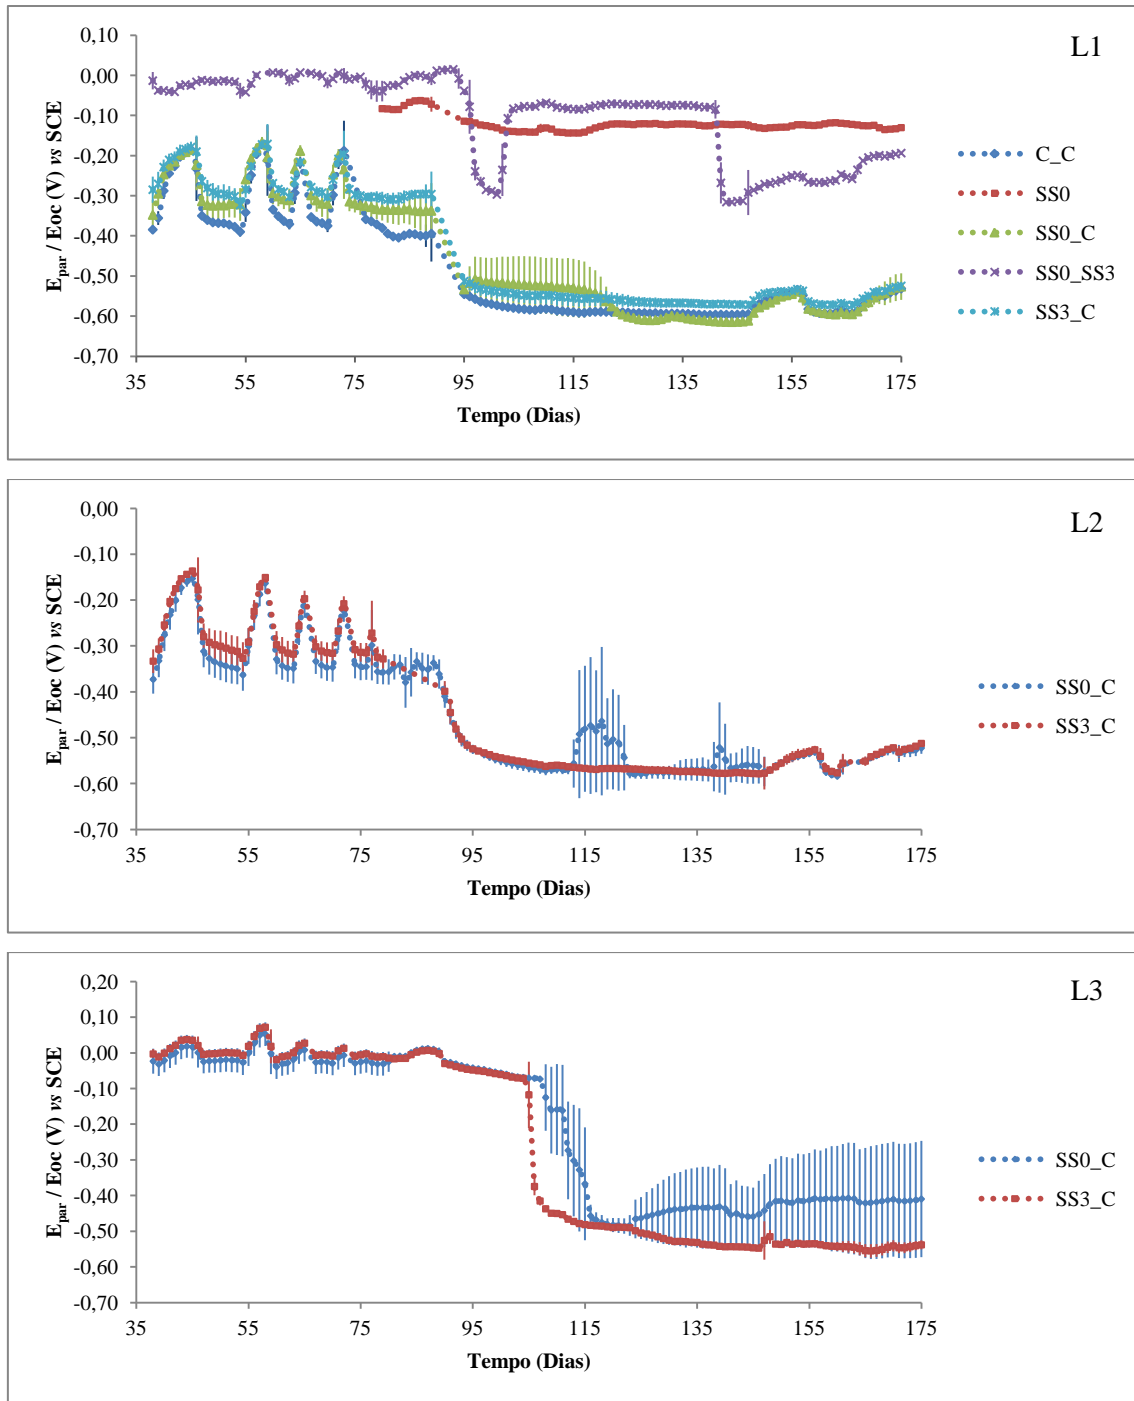 L1
0,10
0,00
-0,10
-0,20
-0,30
-0,40
-0,50
-0,60
-0,70
E_par / Eoc (V) vs SCE
35 55 75 95 115 135 155 175
Tempo (Dias)
C_C
SS0
SS0_C
SS0_SS3
SS3_C
L2
0,00
-0,10
-0,20
-0,30
-0,40
-0,50
-0,60
-0,70
E_par / Eoc (V) vs SCE
35 55 75 95 115 135 155 175
Tempo (Dias)
SS0_C
SS3_C
L3
0,20
0,10
0,00
-0,10
-0,20
-0,30
-0,40
-0,50
-0,60
-0,70
E_par / Eoc (V) vs SCE
35 55 75 95 115 135 155 175
Tempo (Dias)
SS0_C
SS3_C